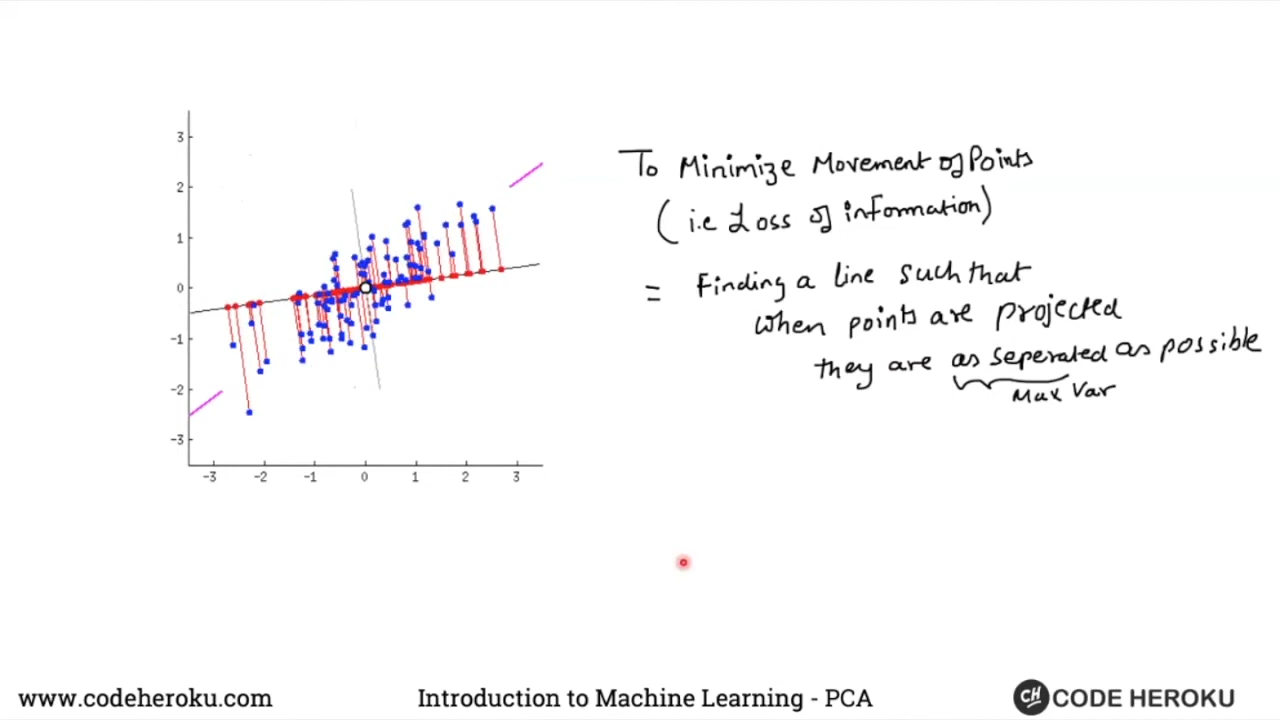 3
2
1
0
-1
-2
-3
-3 -2 -1 0 1 2 3
To Minimize Movement of Points
(i.e Loss of information)
= Finding a line such that
when points are projected
they are as seperated as possible
Max Var
www.codeheroku.com
Introduction to Machine Learning - PCA
CH CODE HEROKU